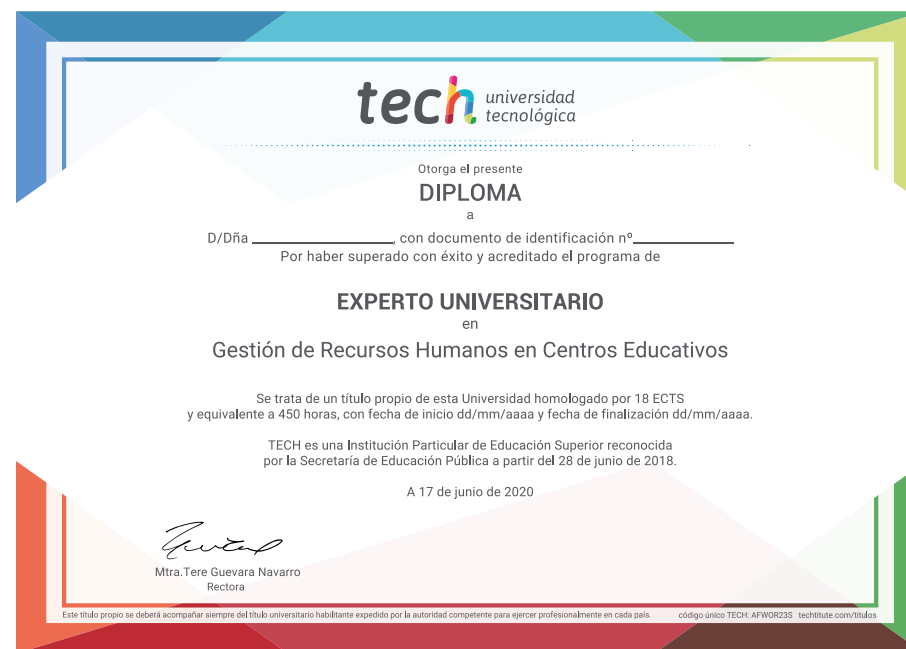 tech universidad
tecnológica
Otorga el presente
DIPLOMA
a
D/Dña ____________________, con documento de identificación nº______________
Por haber superado con éxito y acreditado el programa de
EXPERTO UNIVERSITARIO
en
Gestión de Recursos Humanos en Centros Educativos
Se trata de un título propio de esta Universidad homologado por 18 ECTS
y equivalente a 450 horas, con fecha de inicio dd/mm/aaaa y fecha de finalización dd/mm/aaaa.
TECH es una Institución Particular de Educación Superior reconocida
por la Secretaría de Educación Pública a partir del 28 de junio de 2018.
A 17 de junio de 2020
Mtra.Tere Guevara Navarro
Rectora
Este título propio se deberá acompañar siempre del título universitario habilitante expedido por la autoridad competente para ejercer profesionalmente en cada país. código único TECH: AFWOR23S techtitute.com/titulos